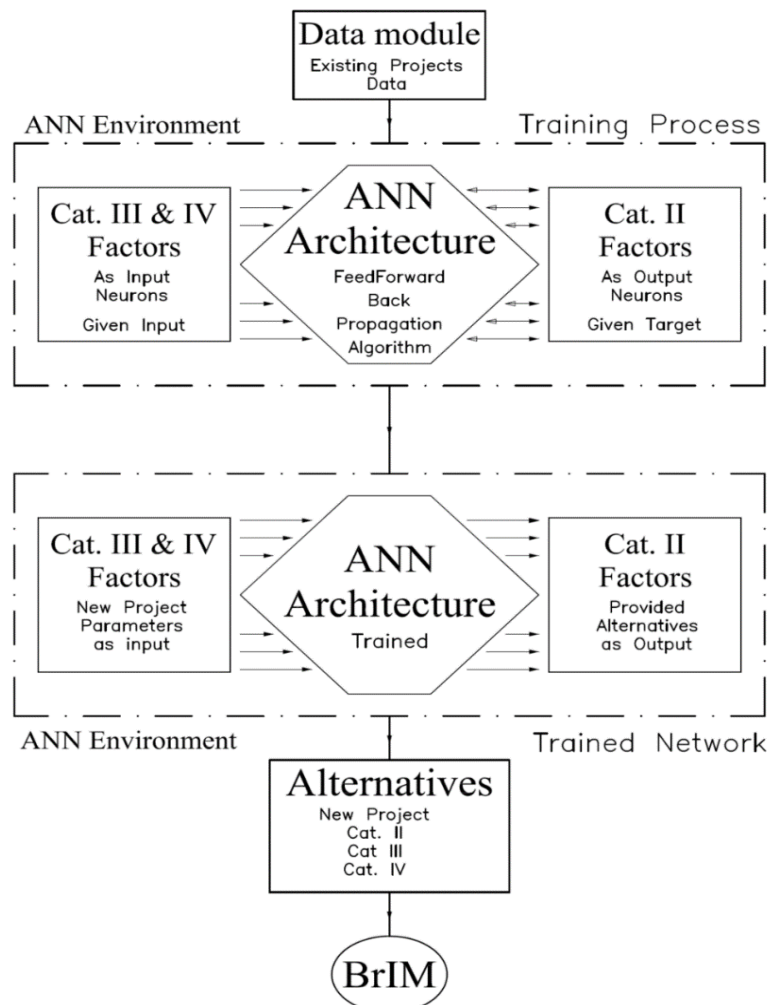 Data module
Existing Projects
Data
ANN Environment
Training Process
Cat. III & IV
Factors
As Input
Neurons
Given Input
ANN
Architecture
FeedForward
Back
Propagation
Algorithm
Cat. II
Factors
As Output
Neurons
Given Target
Cat. III & IV
Factors
New Project
Parameters
as input
ANN
Architecture
Trained
Cat. II
Factors
Provided
Alternatives
as Output
ANN Environment
Trained Network
Alternatives
New Project
Cat. II
Cat III
Cat. IV
BrIM